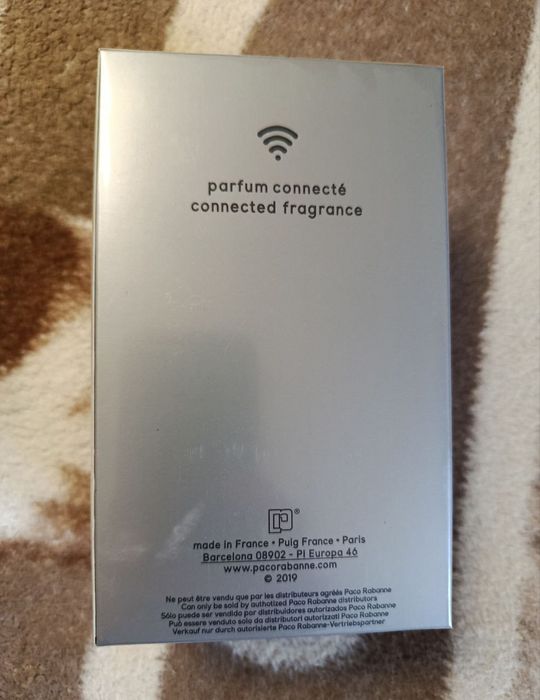 parfum connecté
connected fragrance
®
made in France • Puig France • Paris
Barcelona 08902 - Pl Europa 46
www.pacorabanne.com
© 2019
Ne peut être vendu que par les distributeurs agréés Paco Rabanne
Can only be sold by authotized Paco Rabanne distributors
Sólo puede ser vendido por distribuidores autorizados Paco Rabanne
Può essere venduto solo da distributori autorizzati Paco Rabanne
Verkauf nur durch autorisierte Paco Rabanne-Vertriebspartner